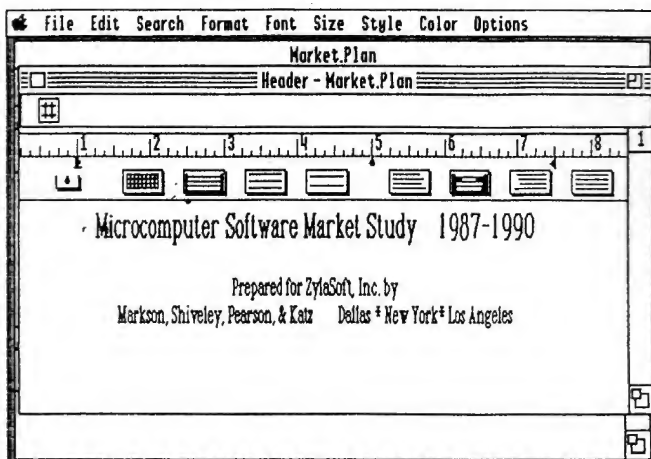 File Edit Search Format Font Size Style Color Options
Market.Plan
Header - Market.Plan
1 2 3 4 5 6 7 8 1
Microcomputer Software Market Study 1987-1990
Prepared for ZylaSoft, Inc. by
Markson, Shiveley, Pearson, & Katz Dallas * New York* Los Angeles